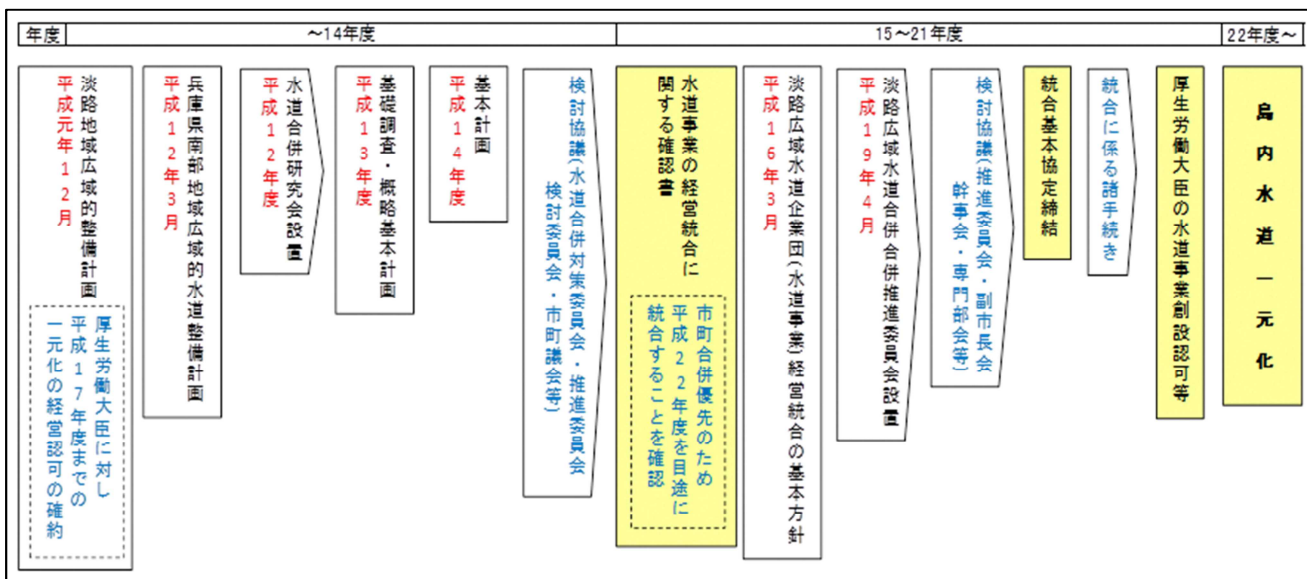 年度
～14年度
15～21年度
22年度～
淡路地域広域的整備計画
平成元年12月
厚生労働大臣に対し
平成17年度までの
一元化の経営認可の確約
兵庫県南部地域広域的水道整備計画
平成12年3月
水道合併研究会設置
平成12年度
基礎調査・概略基本計画
平成13年度
基本計画
平成14年度
検討協議(水道合併対策委員会・推進委員会
検討委員会・市町議会等)
水道事業の経営統合に
関する確認書
市町合併優先のため
平成22年度を目途に
統合することを確認
淡路広域水道企業団(水道事業)経営統合の基本方針
平成16年3月
淡路広域水道合併推進委員会設置
平成19年4月
検討協議(推進委員会・副市長会
幹事会・専門部会等)
統合基本協定締結
統合に係る諸手続き
厚生労働大臣の水道事業創設認可等
島内水道一元化